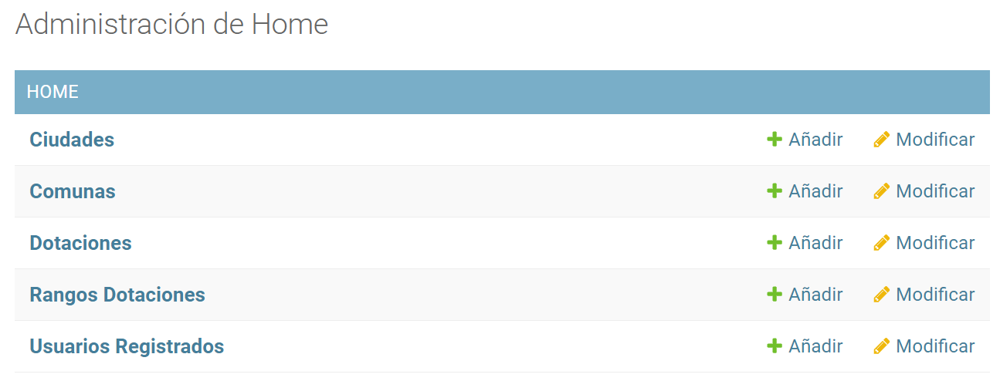 Administración de Home
HOME
Ciudades Añadir Modificar
Comunas Añadir Modificar
Dotaciones Añadir Modificar
Rangos Dotaciones Añadir Modificar
Usuarios Registrados Añadir Modificar